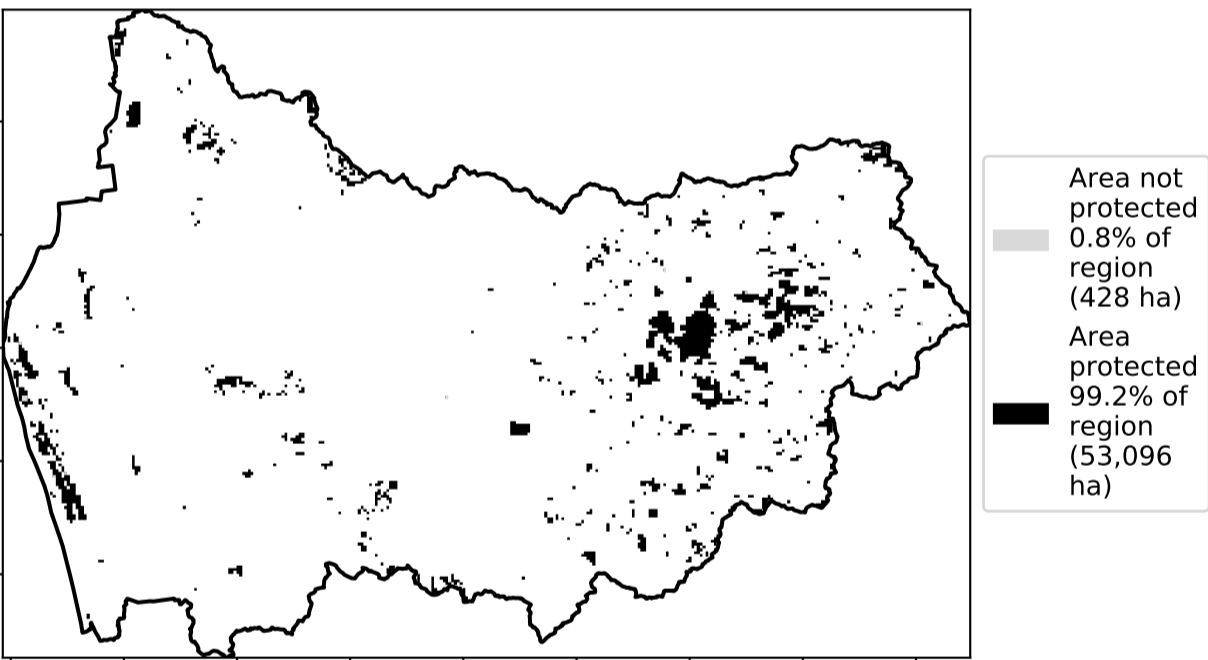 Area not
protected
0.8% of
region
(428 ha)
Area
protected
99.2% of
region
(53,096
ha)